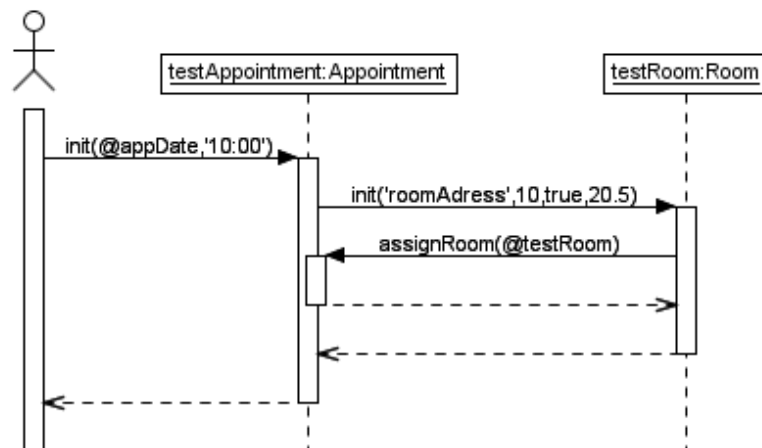 testAppointment:Appointment
testRoom:Room
init(@appDate,'10:00')
init('roomAdress',10,true,20.5)
assignRoom(@testRoom)